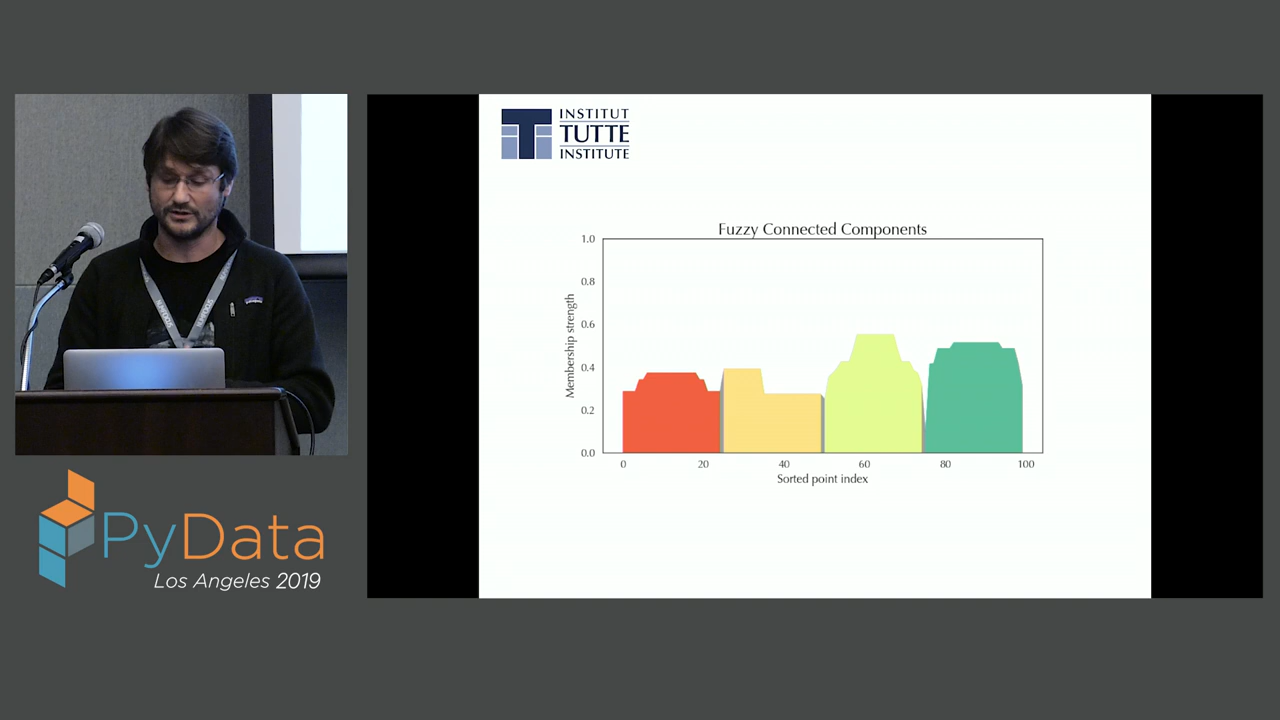 INSTITUT
TUTTE
INSTITUTE
Fuzzy Connected Components
1.0
0.8
0.6
0.4
0.2
0.0
Membership strength
0 20 40 60 80 100
Sorted point index
PyData
Los Angeles 2019